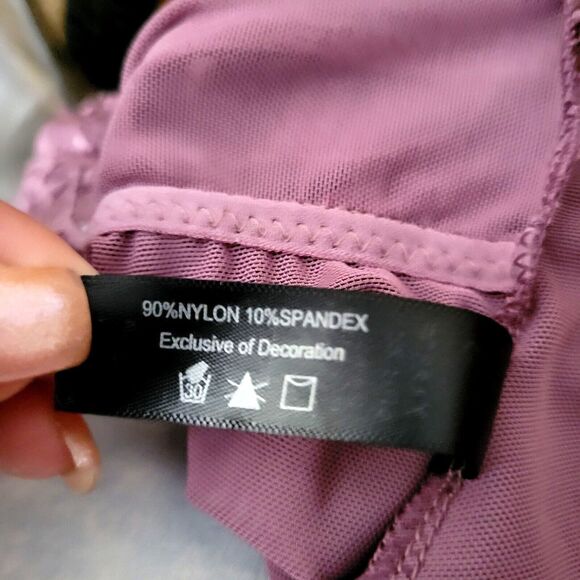 90%NYLON 10%SPANDEX
Exclusive of Decoration
30